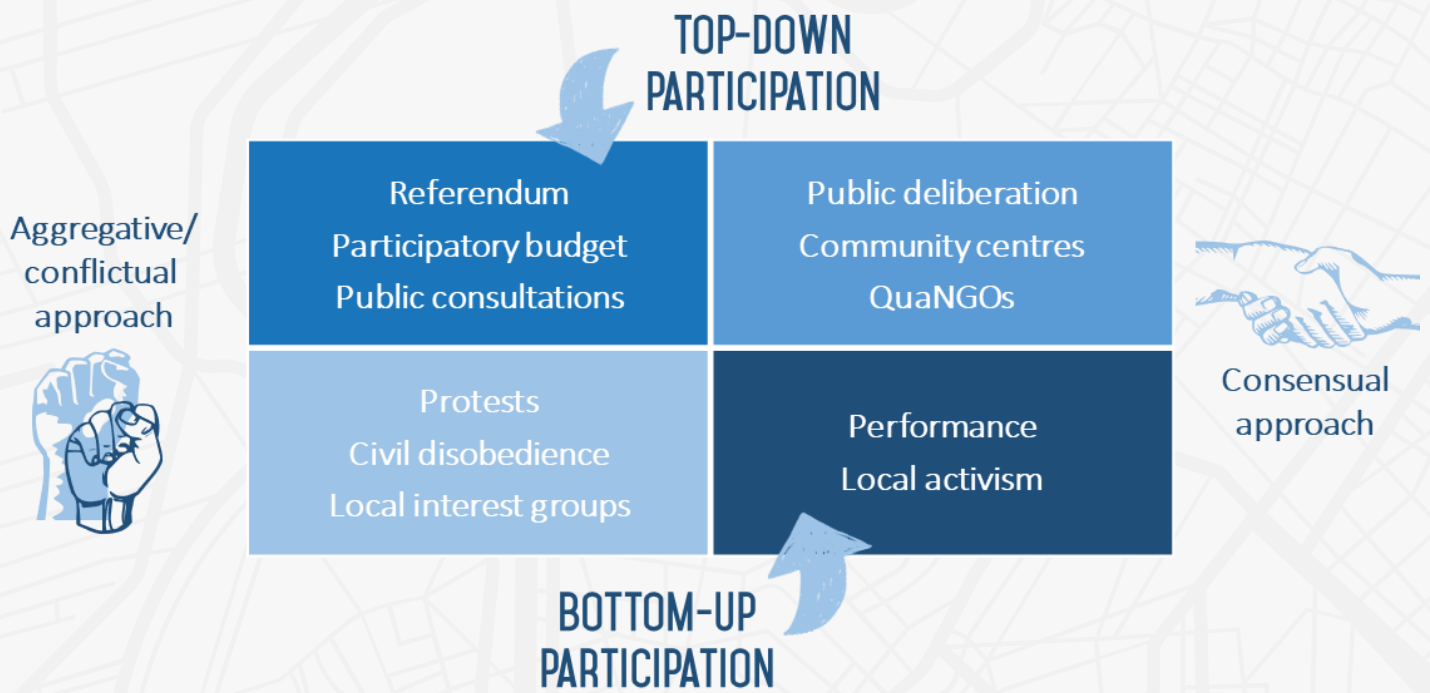 TOP-DOWN
PARTICIPATION
Aggregative/
conflictual
approach
Referendum
Participatory budget
Public consultations
Public deliberation
Community centres
QuaNGOs
Protests
Civil disobedience
Local interest groups
Performance
Local activism
Consensual
approach
BOTTOM-UP
PARTICIPATION